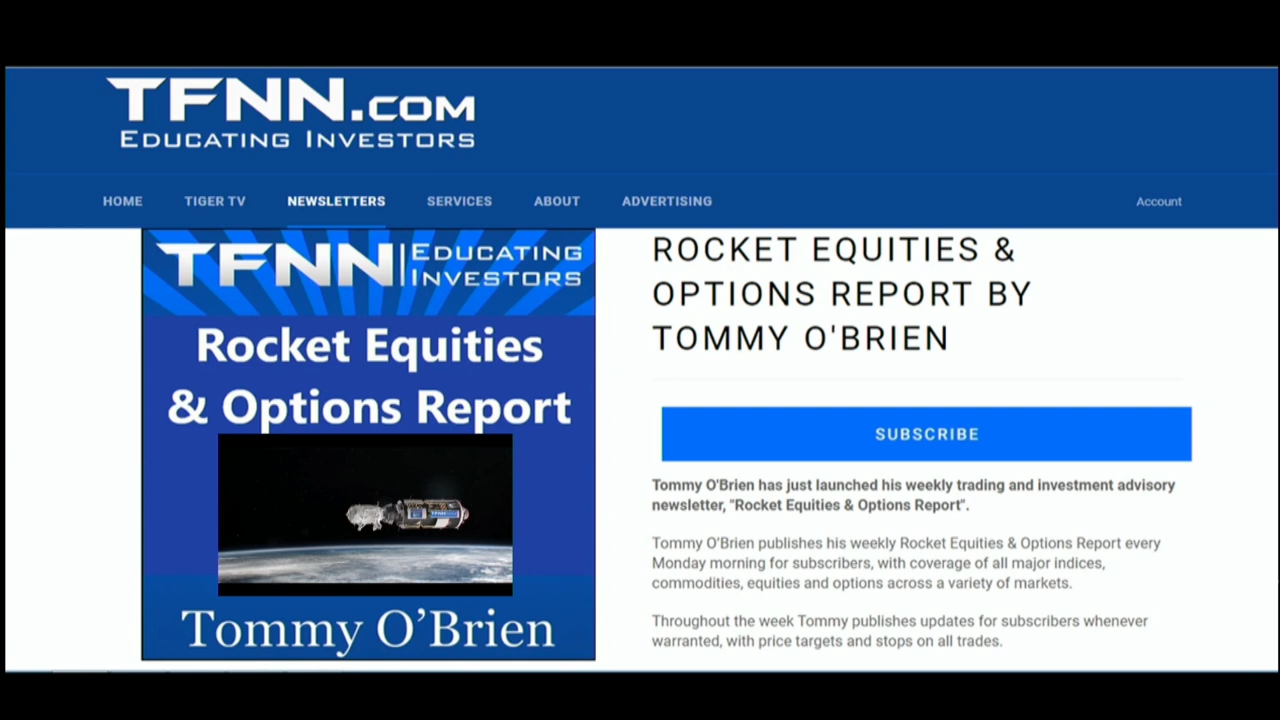 TFNN.COM
EDUCATING INVESTORS
HOME TIGER TV NEWSLETTERS SERVICES ABOUT ADVERTISING Account
TFNN | EDUCATING
INVESTORS
Rocket Equities
& Options Report
TFNN
Tommy O’Brien
ROCKET EQUITIES &
OPTIONS REPORT BY
TOMMY O'BRIEN
SUBSCRIBE
Tommy O'Brien has just launched his weekly trading and investment advisory
newsletter, "Rocket Equities & Options Report".
Tommy O'Brien publishes his weekly Rocket Equities & Options Report every
Monday morning for subscribers, with coverage of all major indices,
commodities, equities and options across a variety of markets.
Throughout the week Tommy publishes updates for subscribers whenever
warranted, with price targets and stops on all trades.